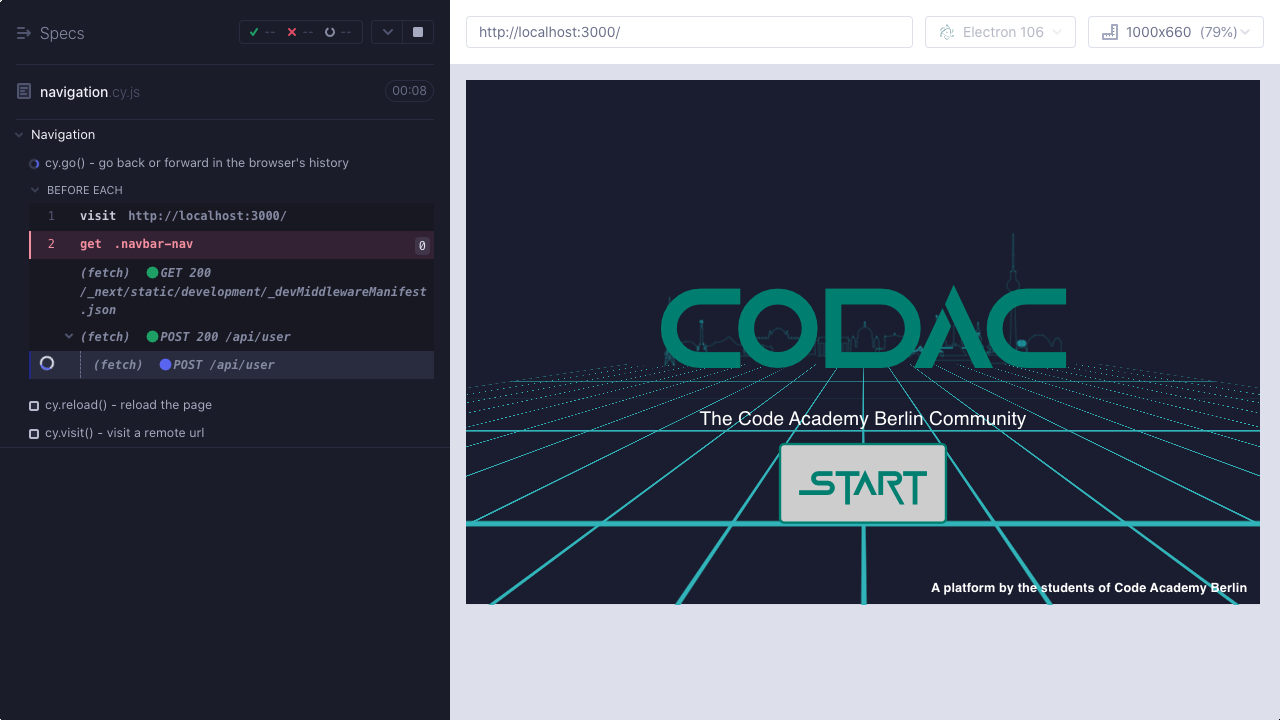 Specs
-- -- --
navigation.cy.js 00:08
Navigation
cy.go() - go back or forward in the browser's history
BEFORE EACH
1 visit http://localhost:3000/
2 get .navbar-nav 0
(fetch) GET 200
/_next/static/development/_devMiddlewareManifest
.json
(fetch) POST 200 /api/user
(fetch) POST /api/user
cy.reload() - reload the page
cy.visit() - visit a remote url
http://localhost:3000/
Electron 106
1000x660 (79%)
CODAC
The Code Academy Berlin Community
START
A platform by the students of Code Academy Berlin